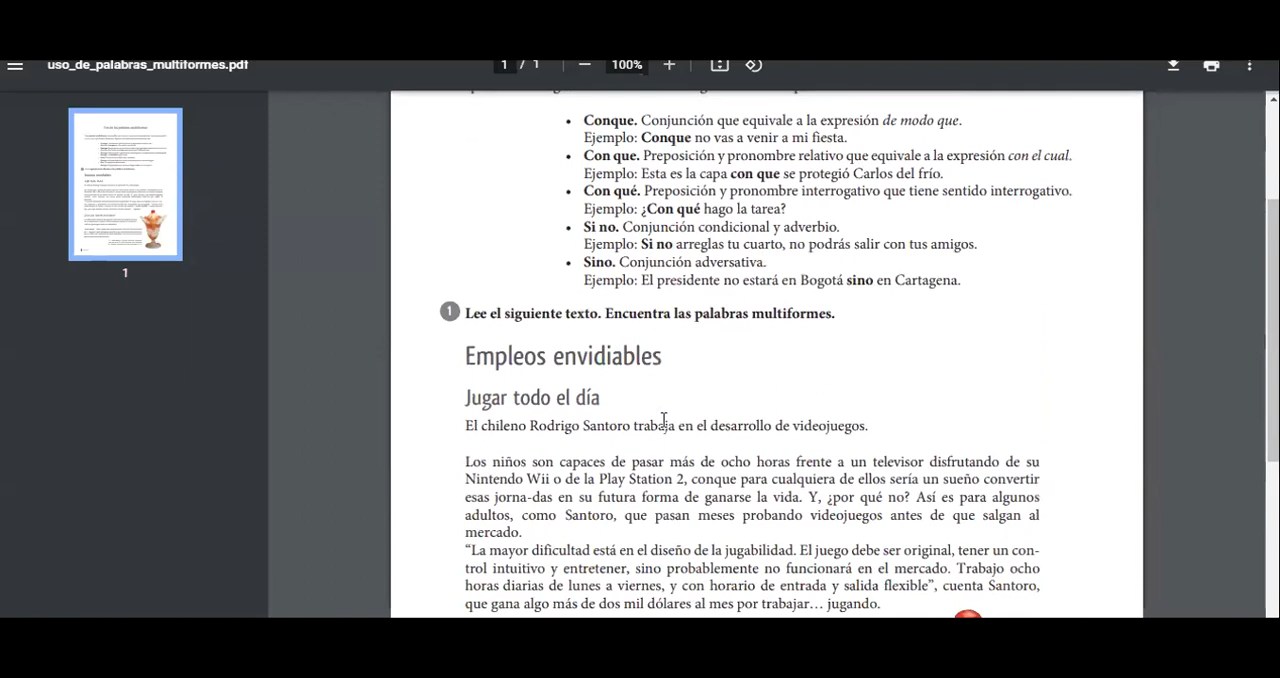 uso_de_palabras_multiformes.pdf
1 / 1
100%
1
• Conque. Conjunción que equivale a la expresión de modo que.
Ejemplo: Conque no vas a venir a mi fiesta.
• Con que. Preposición y pronombre relativo que equivale a la expresión con el cual.
Ejemplo: Esta es la capa con que se protegió Carlos del frío.
• Con qué. Preposición y pronombre interrogativo que tiene sentido interrogativo.
Ejemplo: ¿Con qué hago la tarea?
• Si no. Conjunción condicional y adverbio.
Ejemplo: Si no arreglas tu cuarto, no podrás salir con tus amigos.
• Sino. Conjunción adversativa.
Ejemplo: El presidente no estará en Bogotá sino en Cartagena.
1 Lee el siguiente texto. Encuentra las palabras multiformes.
Empleos envidiables
Jugar todo el día
El chileno Rodrigo Santoro trabaja en el desarrollo de videojuegos.
Los niños son capaces de pasar más de ocho horas frente a un televisor disfrutando de su
Nintendo Wii o de la Play Station 2, conque para cualquiera de ellos sería un sueño convertir
esas jorna-das en su futura forma de ganarse la vida. Y, ¿por qué no? Así es para algunos
adultos, como Santoro, que pasan meses probando videojuegos antes de que salgan al
mercado.
“La mayor dificultad está en el diseño de la jugabilidad. El juego debe ser original, tener un con-
trol intuitivo y entretener, sino probablemente no funcionará en el mercado. Trabajo ocho
horas diarias de lunes a viernes, y con horario de entrada y salida flexible”, cuenta Santoro,
que gana algo más de dos mil dólares al mes por trabajar… jugando.